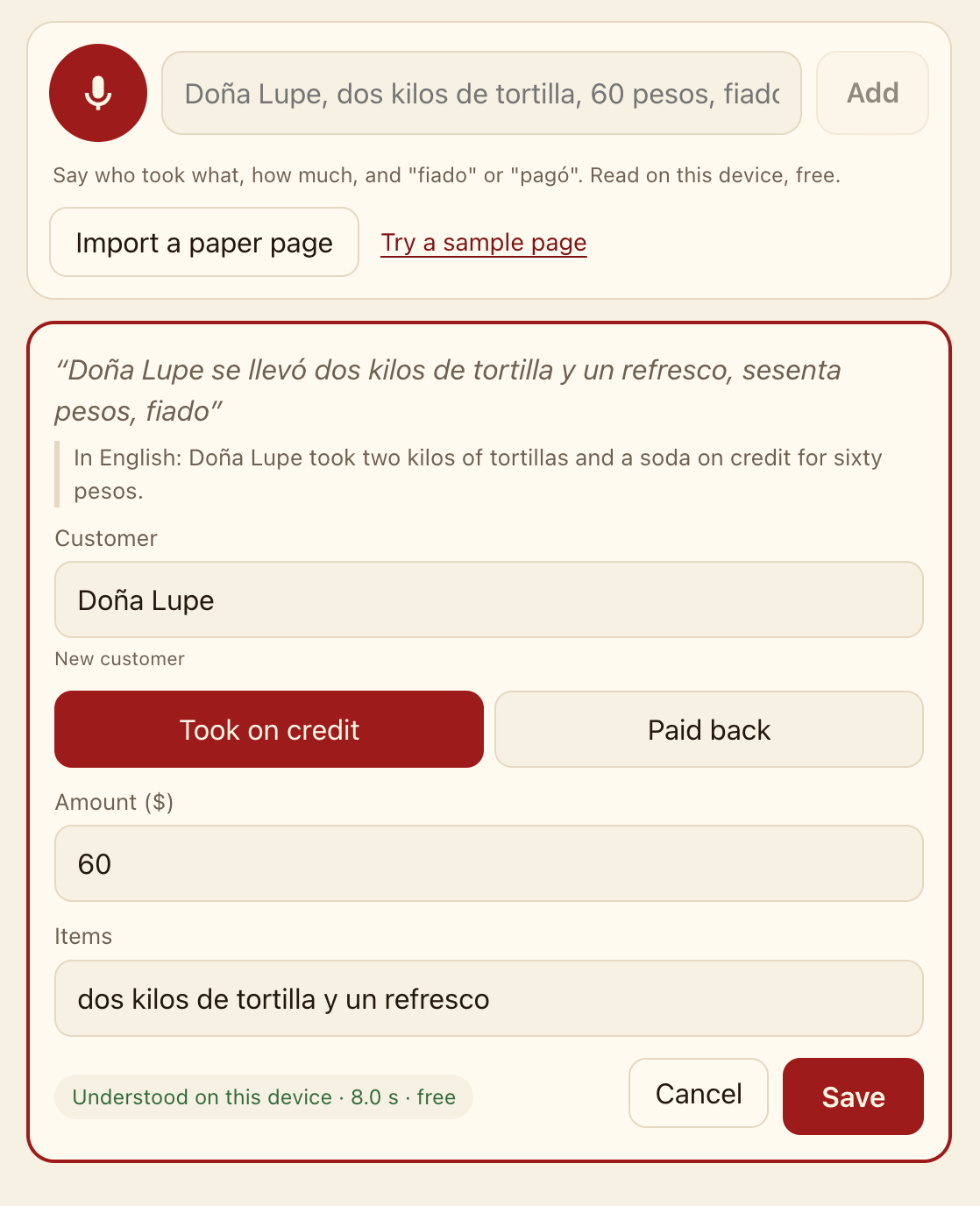 Doña Lupe, dos kilos de tortilla, 60 pesos, fiado
Add
Say who took what, how much, and "fiado" or "pagó". Read on this device, free.
Import a paper page
Try a sample page
“Doña Lupe se llevó dos kilos de tortilla y un refresco, sesenta
pesos, fiado”
In English: Doña Lupe took two kilos of tortillas and a soda on credit for sixty
pesos.
Customer
Doña Lupe
New customer
Took on credit
Paid back
Amount ($)
60
Items
dos kilos de tortilla y un refresco
Understood on this device · 8.0 s · free
Cancel
Save